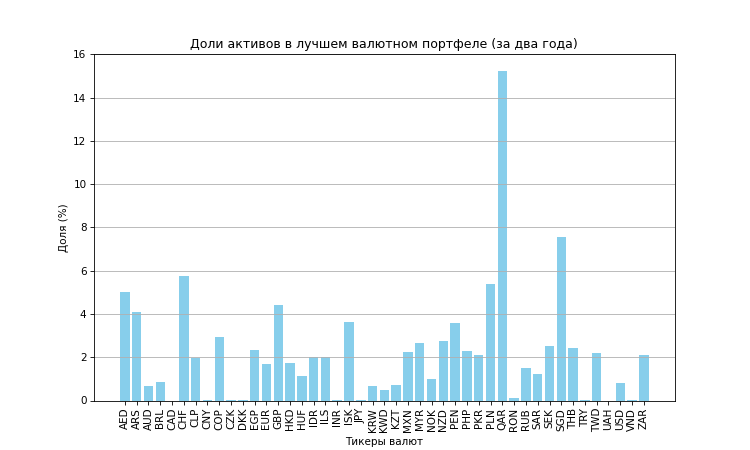 Доли активов в лучшем валютном портфеле (за два года)
16
14
12
10
8
6
4
2
0
Доля (%)
AED
ARS
AUD
BRL
CAD
CHF
CLP
CNY
COP
CZK
DKK
EGP
EUR
GBP
HKD
HUF
IDR
ILS
INR
ISK
JPY
KRW
KWD
KZT
MXN
MYR
NOK
NZD
PEN
PHP
PKR
PLN
QAR
RON
RUB
SAR
SEK
SGD
THB
TRY
TWD
UAH
USD
VND
ZAR
Тикеры валют